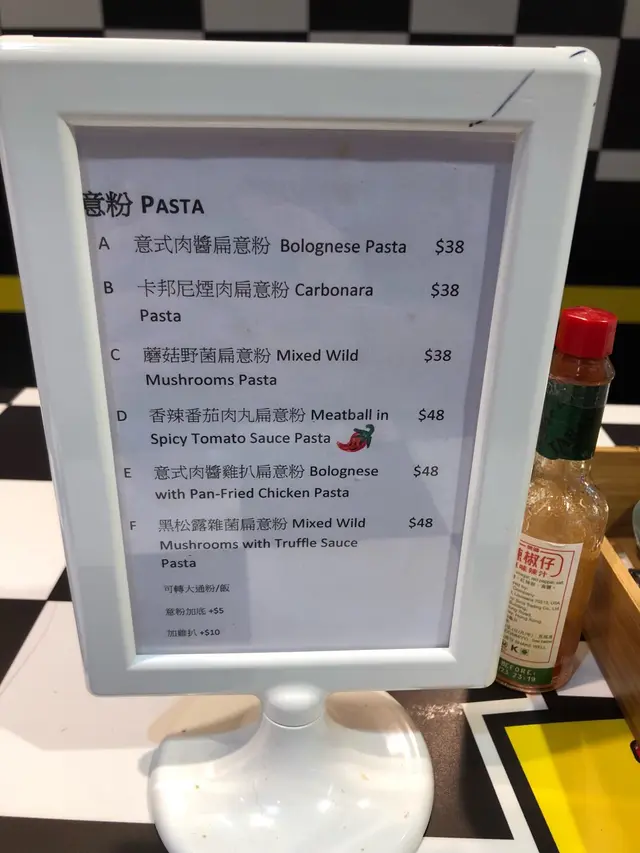 意粉 PASTA
A 意式肉醬扁意粉 Bolognese Pasta $38
B 卡邦尼煙肉扁意粉 Carbonara $38
Pasta
C 蘑菇野菌扁意粉 Mixed Wild $38
Mushrooms Pasta
D 香辣番茄肉丸扁意粉 Meatball in $48
Spicy Tomato Sauce Pasta
E 意式肉醬雞扒扁意粉 Bolognese $48
with Pan-Fried Chicken Pasta
F 黑松露雜菌扁意粉 Mixed Wild $48
Mushrooms with Truffle Sauce
Pasta
可轉大通粉/飯
意粉加底 +$5
加雞扒 +$10
椒仔